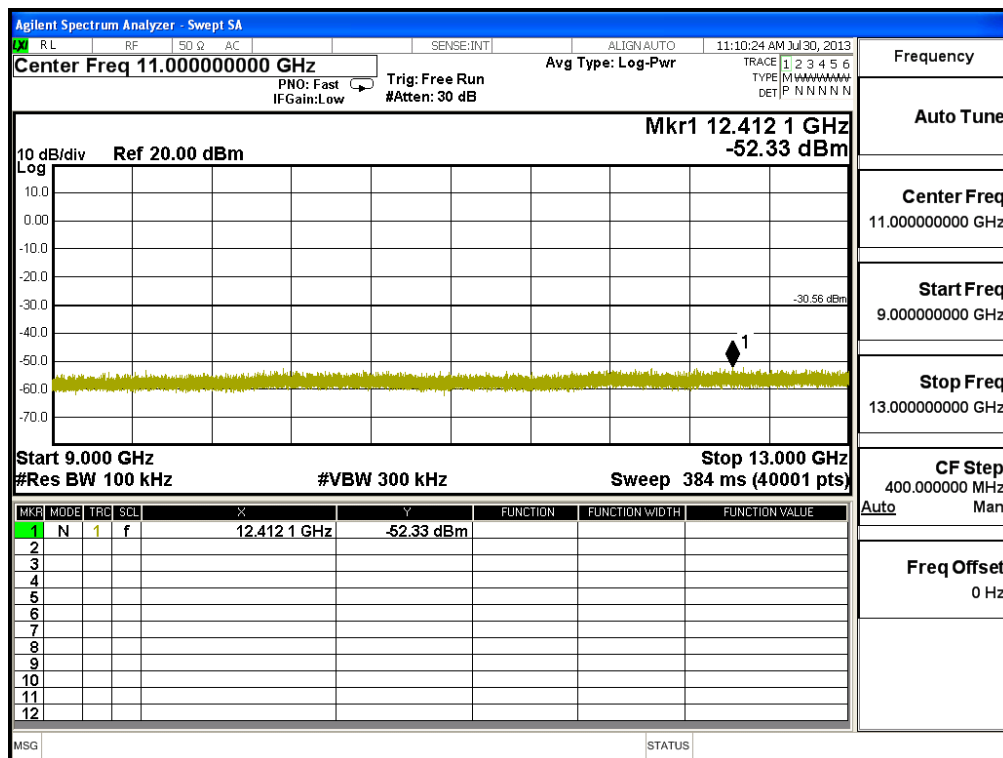 Agilent Spectrum Analyzer - Swept SA
LXI RL RF 50 Ω AC SENSE:INT ALIGN AUTO 11:10:24 AM Jul 30, 2013
Center Freq 11.000000000 GHz
PNO: Fast
IFGain:Low
Trig: Free Run
#Atten: 30 dB
Avg Type: Log-Pwr
TRACE 1 2 3 4 5 6
TYPE M W W W W W
DET P N N N N N
Mkr1 12.412 1 GHz
-52.33 dBm
10 dB/div Ref 20.00 dBm
Log
10.0
0.00
-10.0
-20.0
-30.0
-40.0
-50.0
-60.0
-70.0
-30.56 dBm
1
Start 9.000 GHz Stop 13.000 GHz
#Res BW 100 kHz #VBW 300 kHz Sweep 384 ms (40001 pts)
MKR MODE TRC SCL X Y FUNCTION FUNCTION WIDTH FUNCTION VALUE
1 N 1 f 12.412 1 GHz -52.33 dBm
2
3
4
5
6
7
8
9
10
11
12
MSG STATUS
Frequency
Auto Tune
Center Freq
11.000000000 GHz
Start Freq
9.000000000 GHz
Stop Freq
13.000000000 GHz
CF Step
400.000000 MHz
Auto Man
Freq Offset
0 Hz